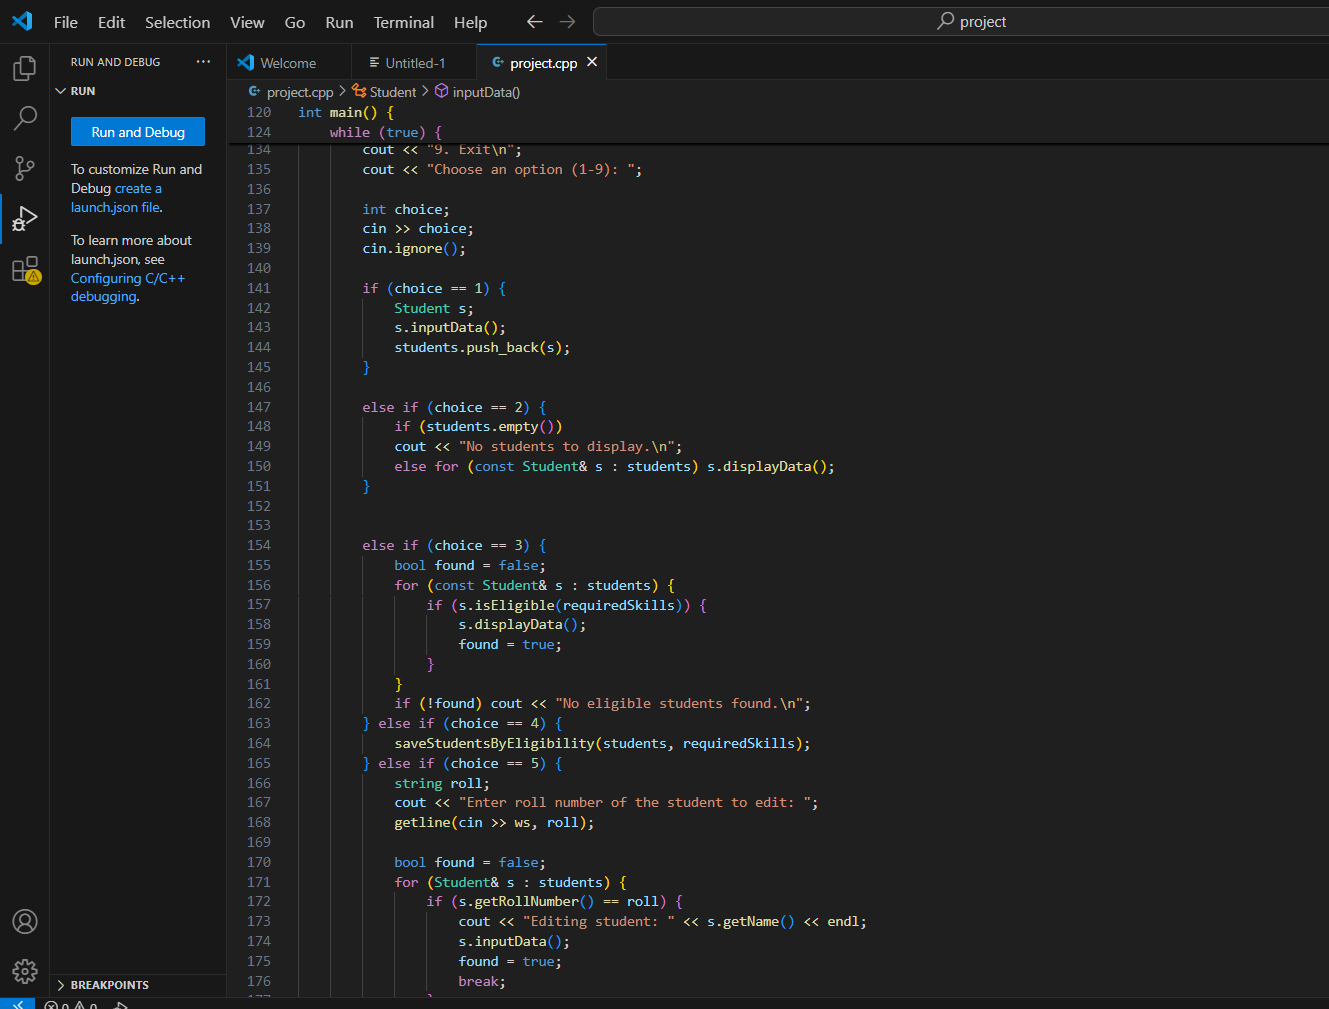 File Edit Selection View Go Run Terminal Help project
RUN AND DEBUG ···
Welcome Untitled-1 project.cpp
RUN
Run and Debug
To customize Run and
Debug create a
launch.json file.
To learn more about
launch.json, see
Configuring C/C++
debugging.
BREAKPOINTS
0 0
project.cpp > Student > inputData()
120 int main() {
124 while (true) {
134 cout << "9. Exit\n";
135 cout << "Choose an option (1-9): ";
136
137 int choice;
138 cin >> choice;
139 cin.ignore();
140
141 if (choice == 1) {
142 Student s;
143 s.inputData();
144 students.push_back(s);
145 }
146
147 else if (choice == 2) {
148 if (students.empty())
149 cout << "No students to display.\n";
150 else for (const Student& s : students) s.displayData();
151 }
152
153
154 else if (choice == 3) {
155 bool found = false;
156 for (const Student& s : students) {
157 if (s.isEligible(requiredSkills)) {
158 s.displayData();
159 found = true;
160 }
161 }
162 if (!found) cout << "No eligible students found.\n";
163 } else if (choice == 4) {
164 saveStudentsByEligibility(students, requiredSkills);
165 } else if (choice == 5) {
166 string roll;
167 cout << "Enter roll number of the student to edit: ";
168 getline(cin >> ws, roll);
169
170 bool found = false;
171 for (Student& s : students) {
172 if (s.getRollNumber() == roll) {
173 cout << "Editing student: " << s.getName() << endl;
174 s.inputData();
175 found = true;
176 break;